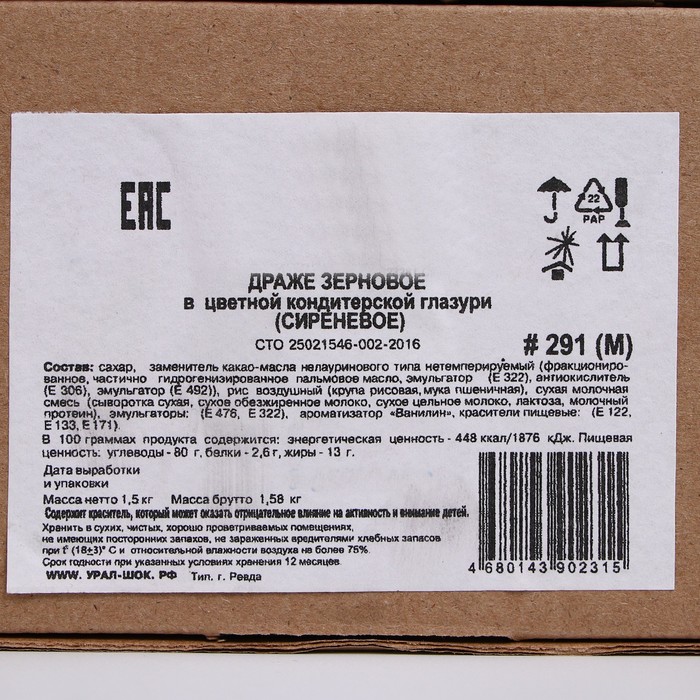 ЕАС
22
PAP
ДРАЖЕ ЗЕРНОВОЕ
в цветной кондитерской глазури
(СИРЕНЕВОЕ)
СТО 25021546-002-2016
# 291 (М)
Состав: сахар, заменитель какао-масла нелауринового типа нетемперируемый (фракциониро-
ванное, частично гидрогенизированное пальмовое масло, эмульгатор (Е 322), антиокислитель
(Е 306), эмульгатор (Е 492)), рис воздушный (крупа рисовая, мука пшеничная), сухая молочная
смесь (сыворотка сухая, сухое обезжиренное молоко, сухое цельное молоко, лактоза, молочный
протеин), эмульгаторы: (Е 476, Е 322), ароматизатор «Ванилин», красители пищевые: (Е 122,
Е 133, Е 171).
В 100 граммах продукта содержится: энергетическая ценность - 448 ккал/1876 кДж. Пищевая
ценность: углеводы - 80 г, белки - 2,6 г, жиры - 13 г.
Дата выработки
и упаковки
Масса нетто 1,5 кг Масса брутто 1,58 кг
Содержит краситель, который может оказать отрицательное влияние на активность и внимание детей.
Хранить в сухих, чистых, хорошо проветриваемых помещениях,
не имеющих посторонних запахов, не зараженных вредителями хлебных запасов
при t° (18±3)° С и относительной влажности воздуха не более 75%.
Срок годности при указанных условиях хранения 12 месяцев
WWW. УРАЛ-ШОК. РФ Тип. г. Ревда
4 680143 902315